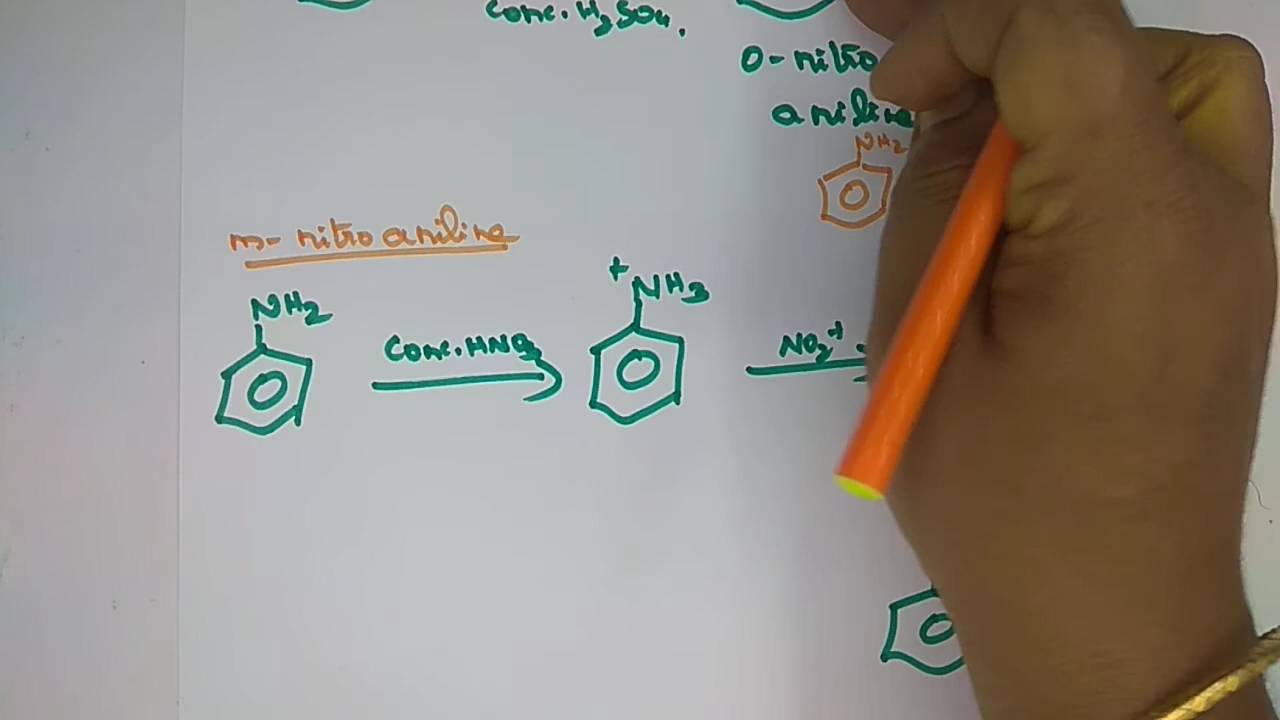 Conc. H2SO4.
o-nitro
aniline
NH2
m-nitroaniline
+NH3
NH2
Conc. HNO3
NO2+